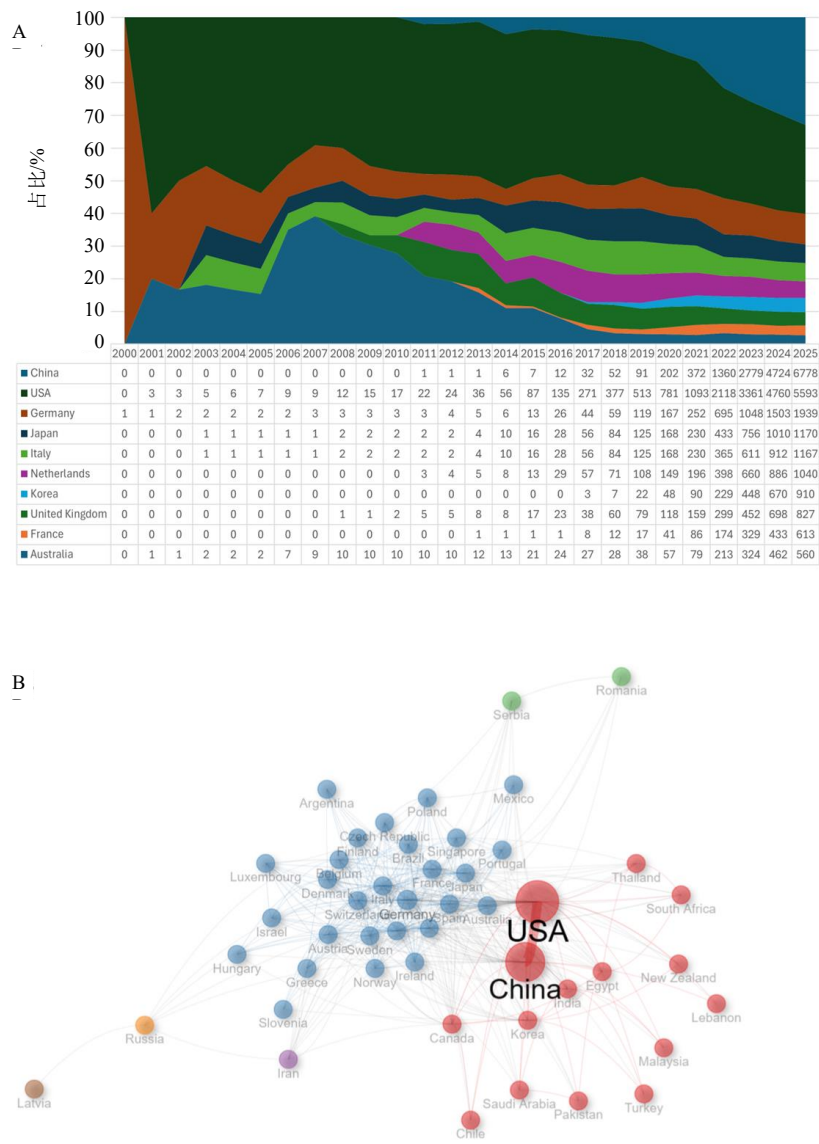 A
占比/%
100
90
80
70
60
50
40
30
20
10
0
2000 2001 2002 2003 2004 2005 2006 2007 2008 2009 2010 2011 2012 2013 2014 2015 2016 2017 2018 2019 2020 2021 2022 2023 2024 2025
China 0 0 0 0 0 0 0 0 0 0 0 1 1 1 6 7 12 32 52 91 202 372 1360 2779 4724 6778
USA 0 3 3 5 6 7 9 9 12 15 17 22 24 36 56 87 135 271 377 513 781 1093 2118 3361 4760 5593
Germany 1 1 2 2 2 2 2 3 3 3 3 3 4 5 6 13 26 44 59 119 167 252 695 1048 1503 1939
Japan 0 0 0 1 1 1 1 1 2 2 2 2 2 4 10 16 28 56 84 125 168 230 433 756 1010 1170
Italy 0 0 0 1 1 1 1 1 2 2 2 2 2 4 10 16 28 56 84 125 168 230 365 611 912 1167
Netherlands 0 0 0 0 0 0 0 0 0 0 0 3 4 5 8 13 29 57 71 108 149 196 398 660 886 1040
Korea 0 0 0 0 0 0 0 0 0 0 0 0 0 0 0 0 0 3 7 22 48 90 229 448 670 910
United Kingdom 0 0 0 0 0 0 0 0 1 1 2 5 5 8 8 17 23 38 60 79 118 159 299 452 698 827
France 0 0 0 0 0 0 0 0 0 0 0 0 0 1 1 1 1 8 12 17 41 86 174 329 433 613
Australia 0 1 1 2 2 2 7 9 10 10 10 10 10 12 13 21 24 27 28 38 57 79 213 324 462 560
B
Romania
Serbia
Argentina
Mexico
Poland
Czech Republic
Finland
Brazil
Singapore
Portugal
Luxembourg
Belgium
France
Japan
Thailand
Denmark
Italy
South Africa
Switzerland
Germany
Spain
Australia
Israel
USA
Austria
Sweden
Hungary
Greece
Norway
Ireland
China
India
Egypt
New Zealand
Slovenia
Lebanon
Russia
Canada
Korea
Iran
Malaysia
Latvia
Saudi Arabia
Pakistan
Turkey
Chile